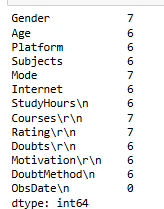 Gender 7
Age 6
Platform 6
Subjects 6
Mode 7
Internet 6
StudyHours\n 6
Courses\r\n 7
Rating\r\n 7
Doubts\r\n 6
Motivation\r\n 6
DoubtMethod\n 6
ObsDate\n 0
dtype: int64